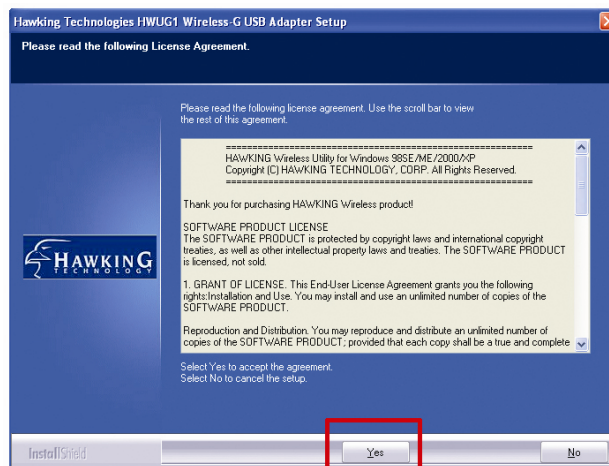 Hawking Technologies HWUG1 Wireless-G USB Adapter Setup
Please read the following License Agreement.
Please read the following license agreement. Use the scroll bar to view
the rest of this agreement.
============================================================
HAWKING Wireless Utility for Windows 98SE/ME/2000/XP
Copyright (C) HAWKING TECHNOLOGY, CORP. All Rights Reserved.
============================================================
Thank you for purchasing HAWKING Wireless product!
SOFTWARE PRODUCT LICENSE
The SOFTWARE PRODUCT is protected by copyright laws and international copyright
treaties, as well as other intellectual property laws and treaties. The SOFTWARE PRODUCT
is licensed, not sold.
1. GRANT OF LICENSE. This End-User License Agreement grants you the following
rights:Installation and Use. You may install and use an unlimited number of copies of the
SOFTWARE PRODUCT.
Reproduction and Distribution. You may reproduce and distribute an unlimited number of
copies of the SOFTWARE PRODUCT; provided that each copy shall be a true and complete
HAWKING
TECHNOLOGY
Select Yes to accept the agreement.
Select No to cancel the setup.
InstallShield
Yes
No